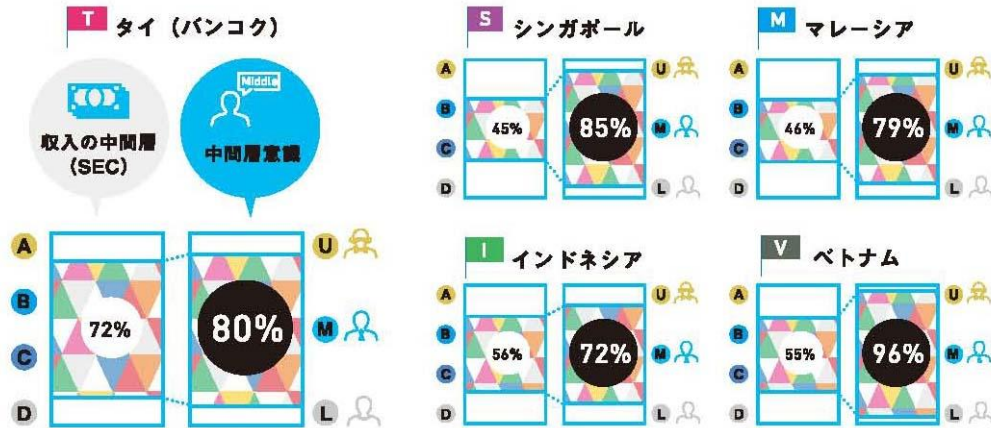 T タイ（バンコク）
収入の中間層
（SEC）
Middle
中間層意識
A
B
C
D
72%
80%
U
M
L
S シンガポール
A
B
C
D
45%
85%
U
M
L
M マレーシア
A
B
C
D
46%
79%
U
M
L
I インドネシア
A
B
C
D
56%
72%
U
M
L
V ベトナム
A
B
C
D
55%
96%
U
M
L